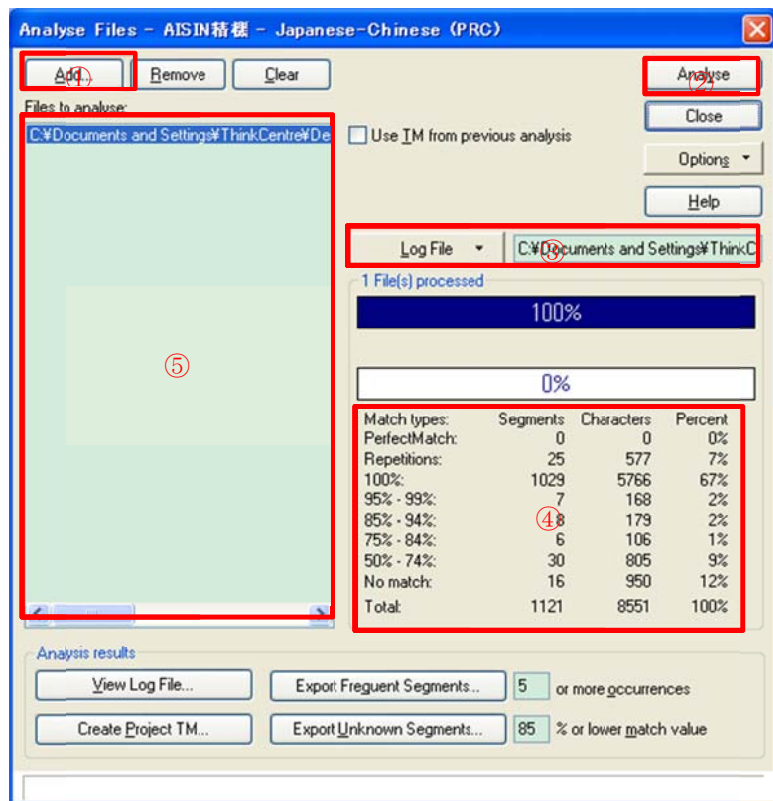 Analyse Files - AISIN桔梗 - Japanese-Chinese (PRC)
Add... ① Remove Clear Analyse ②
Files to analyse:
Close
C:¥Documents and Settings¥ThinkCentre¥De
Use TM from previous analysis
Options
Help
Log File C:¥Documents and Settings¥ThinkC ③
1 File(s) processed
100%
⑤
0%
Match types: Segments Characters Percent
PerfectMatch: 0 0 0%
Repetitions: 25 577 7%
100%: 1029 5766 67%
95% - 99%: 7 168 2%
85% - 94%: 8 179 2%
④
75% - 84%: 6 106 1%
50% - 74%: 30 805 9%
No match: 16 950 12%
Total: 1121 8551 100%
Anaysis results
View Log File... Export Frequent Segments... 5 or more occurrences
Create Project TM... Export Unknown Segments... 85 % or lower match value